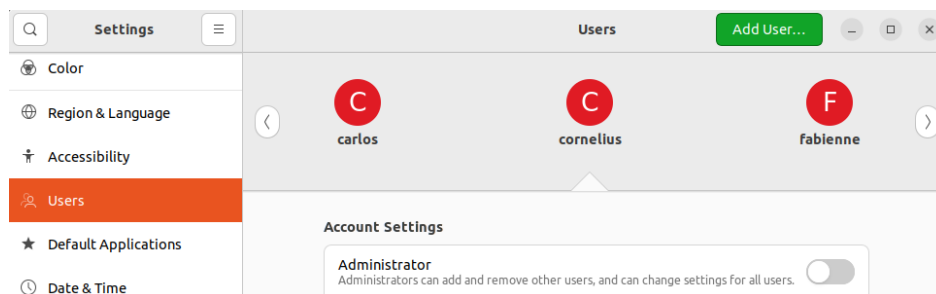 Settings
Users
Add User...
Color
Region & Language
Accessibility
Users
Default Applications
Date & Time
C
carlos
C
cornelius
F
fabienne
Account Settings
Administrator
Administrators can add and remove other users, and can change settings for all users.